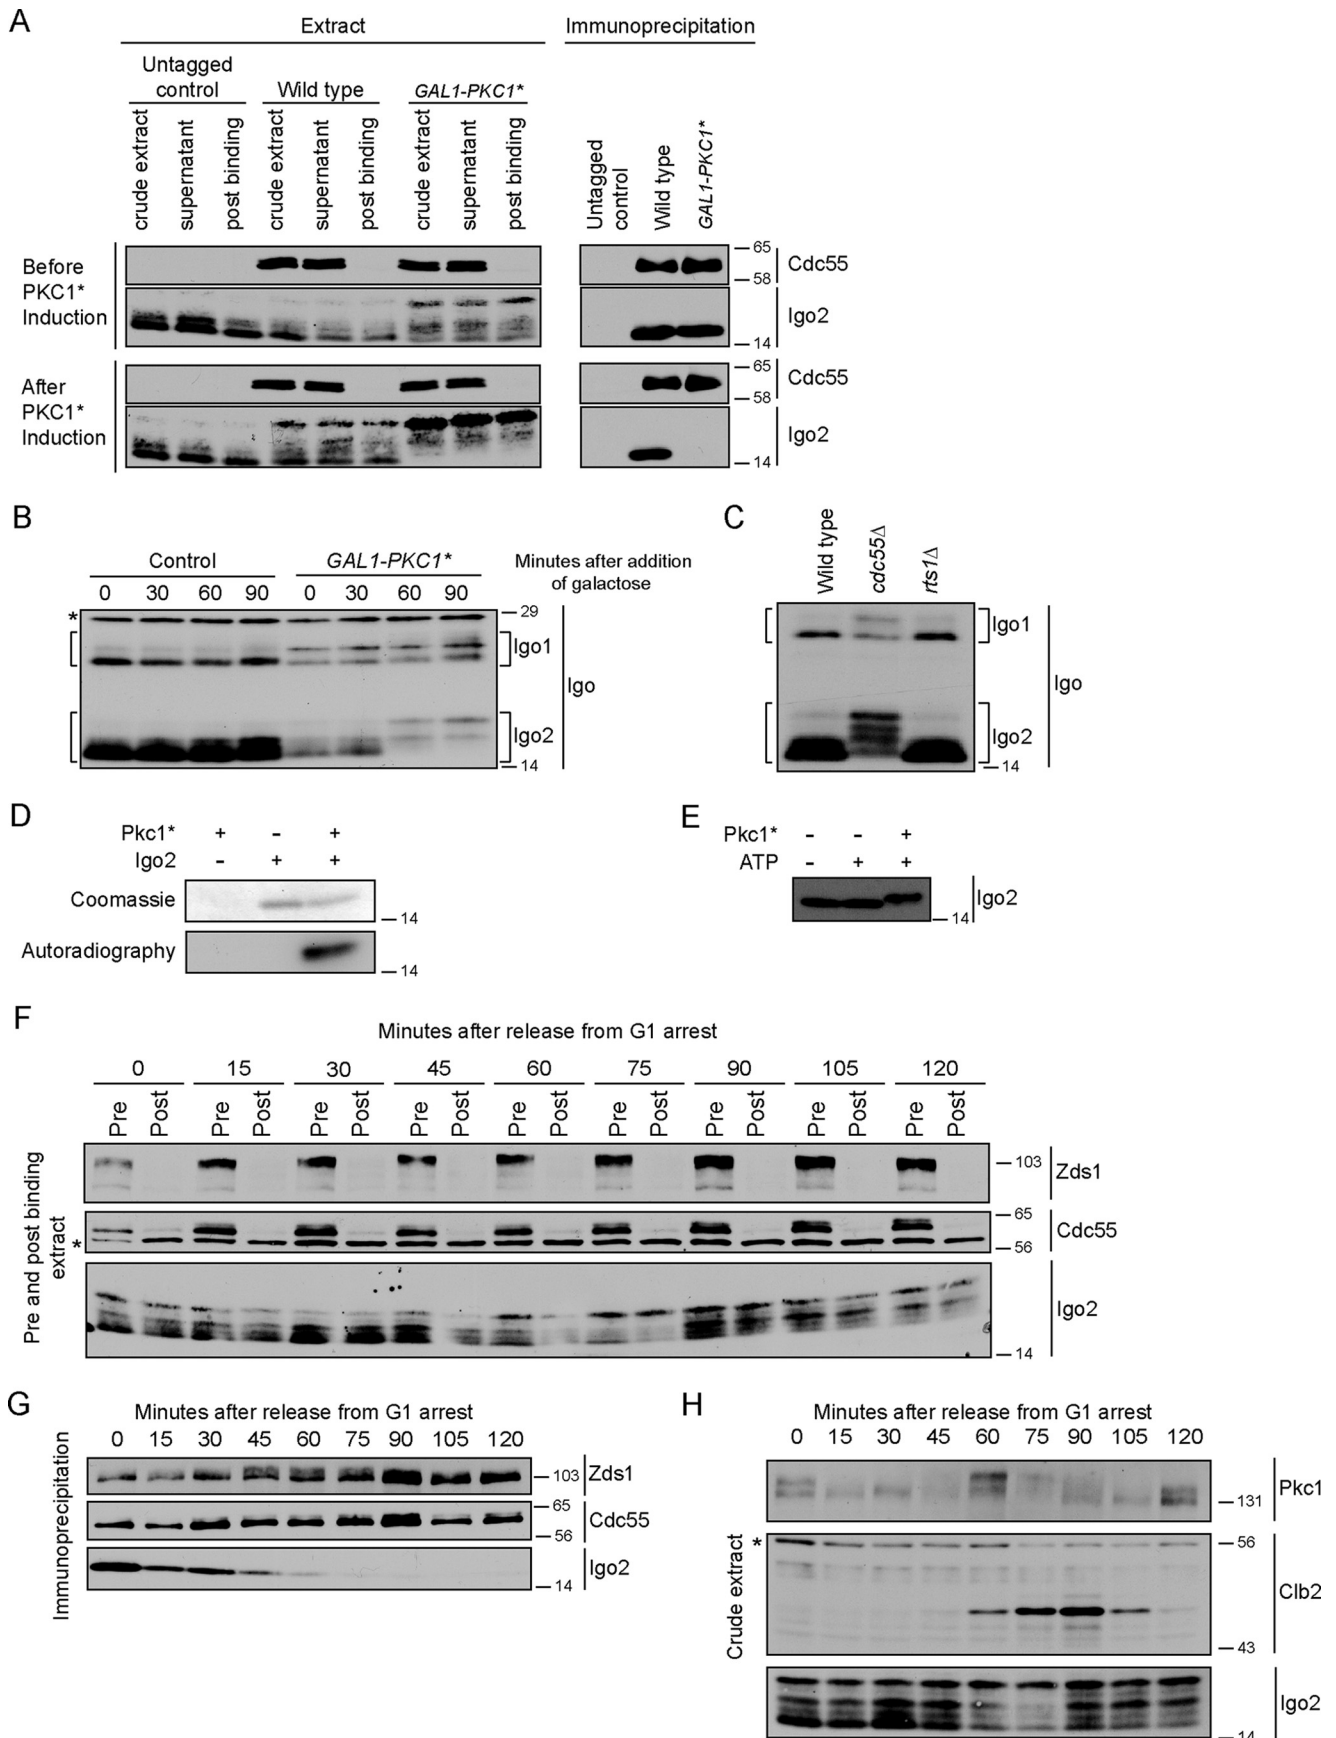 A
Extract
Immunoprecipitation
Untagged
control
Wild type
GAL1-PKC1*
crude extract
supernatant
post binding
crude extract
supernatant
post binding
crude extract
supernatant
post binding
Untagged
control
Wild type
GAL1-PKC1*
Before
PKC1*
Induction
65
58
Cdc55
Igo2
14
After
PKC1*
Induction
65
58
Cdc55
Igo2
14
B
Control
GAL1-PKC1*
Minutes after addition
of galactose
0 30 60 90 0 30 60 90
*
29
Igo1
Igo
Igo2
14
C
Wild type
cdc55Δ
rts1Δ
Igo1
Igo
Igo2
14
D
Pkc1* + - +
Igo2 - + +
Coomassie
14
Autoradiography
14
E
Pkc1* - - +
ATP - + +
14
Igo2
F
Minutes after release from G1 arrest
0 15 30 45 60 75 90 105 120
Pre Post Pre Post Pre Post Pre Post Pre Post Pre Post Pre Post Pre Post Pre Post
Pre and post binding
extract
103
Zds1
65
Cdc55
*
56
Igo2
14
G
Minutes after release from G1 arrest
0 15 30 45 60 75 90 105 120
Immunoprecipitation
Zds1
103
65
Cdc55
56
Igo2
14
H
Minutes after release from G1 arrest
0 15 30 45 60 75 90 105 120
Crude extract
Pkc1
131
*
56
Clb2
43
Igo2
14